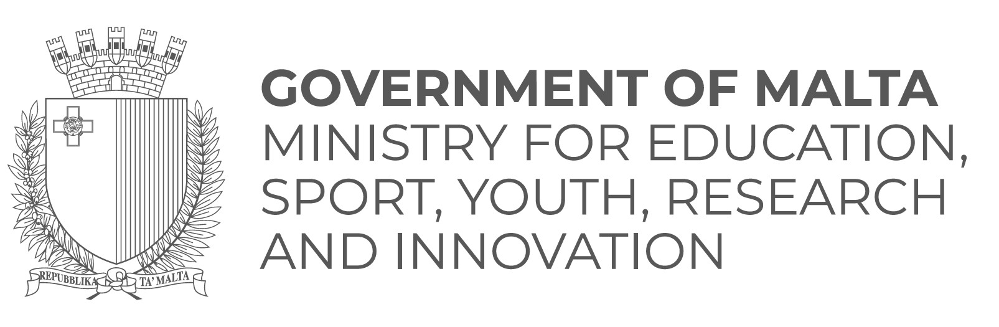 GOVERNMENT OF MALTA
MINISTRY FOR EDUCATION,
SPORT, YOUTH, RESEARCH
AND INNOVATION
REPUBBLIKA TA' MALTA